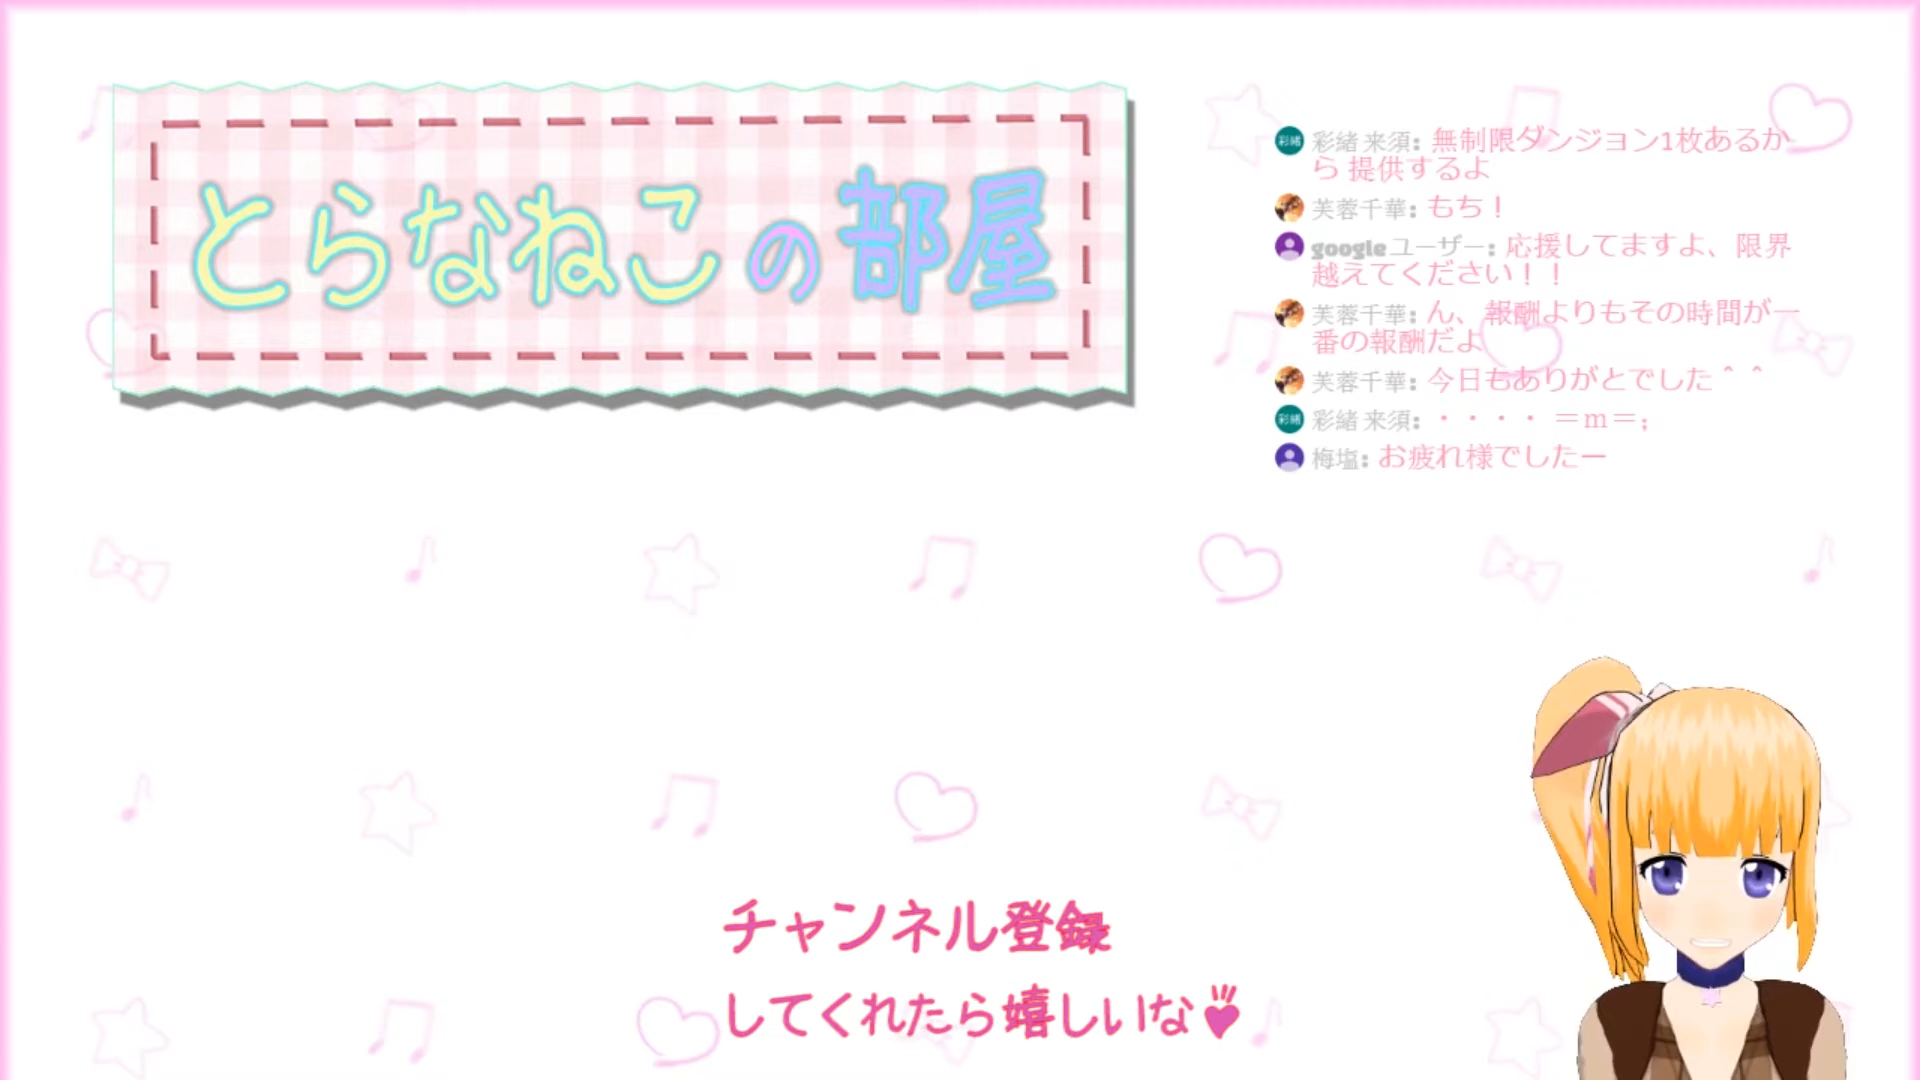 とらなねこの部屋
彩緒 来須: 無制限ダンジョン1枚あるか
ら 提供するよ
芙蓉千華: もち！
googleユーザー: 応援してますよ、限界
越えてください！！
芙蓉千華: ん、報酬よりもその時間が一
番の報酬だよ
芙蓉千華: 今日もありがとでした＾＾
彩緒 来須: ・・・・ ＝ｍ＝；
梅塩: お疲れ様でしたー
チャンネル登録
してくれたら嬉しいな